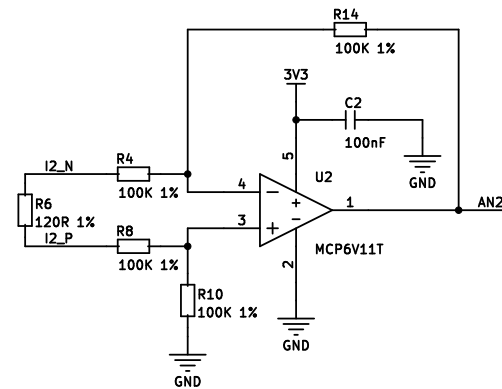 R14
100K 1%
3V3
C2
100nF
GND
5
I2_N
R4
100K 1%
4
U2
R6
120R 1%
3
1
AN2
I2_P
R8
100K 1%
MCP6V11T
2
R10
100K 1%
GND
GND